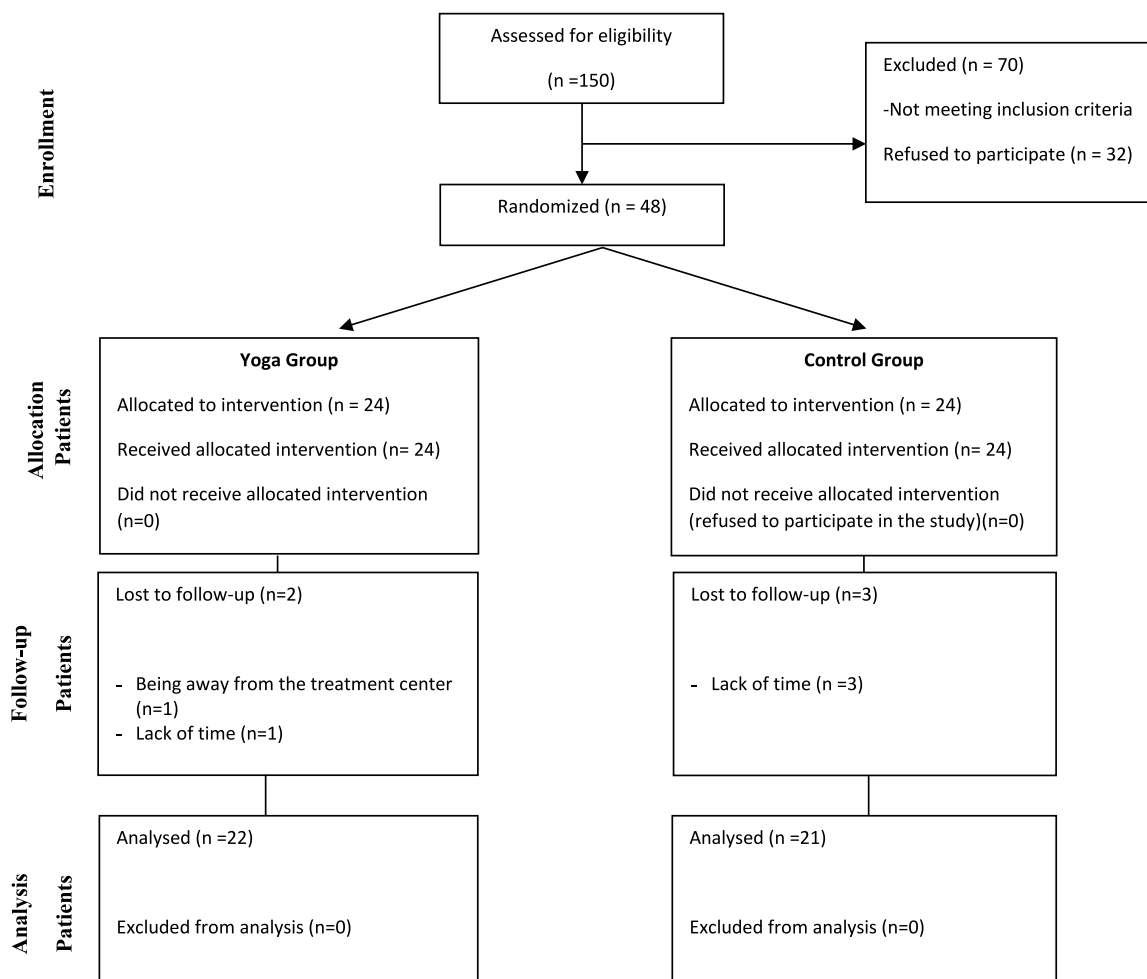 Enrollment
Assessed for eligibility
(n =150)
Excluded (n = 70)
-Not meeting inclusion criteria
Refused to participate (n = 32)
Randomized (n = 48)
Allocation
Patients
Yoga Group
Allocated to intervention (n = 24)
Received allocated intervention (n= 24)
Did not receive allocated intervention
(n=0)
Control Group
Allocated to intervention (n = 24)
Received allocated intervention (n= 24)
Did not receive allocated intervention
(refused to participate in the study)(n=0)
Follow-up
Patients
Lost to follow-up (n=2)
- Being away from the treatment center
(n=1)
- Lack of time (n=1)
Lost to follow-up (n=3)
- Lack of time (n =3)
Analysis
Patients
Analysed (n =22)
Excluded from analysis (n=0)
Analysed (n =21)
Excluded from analysis (n=0)